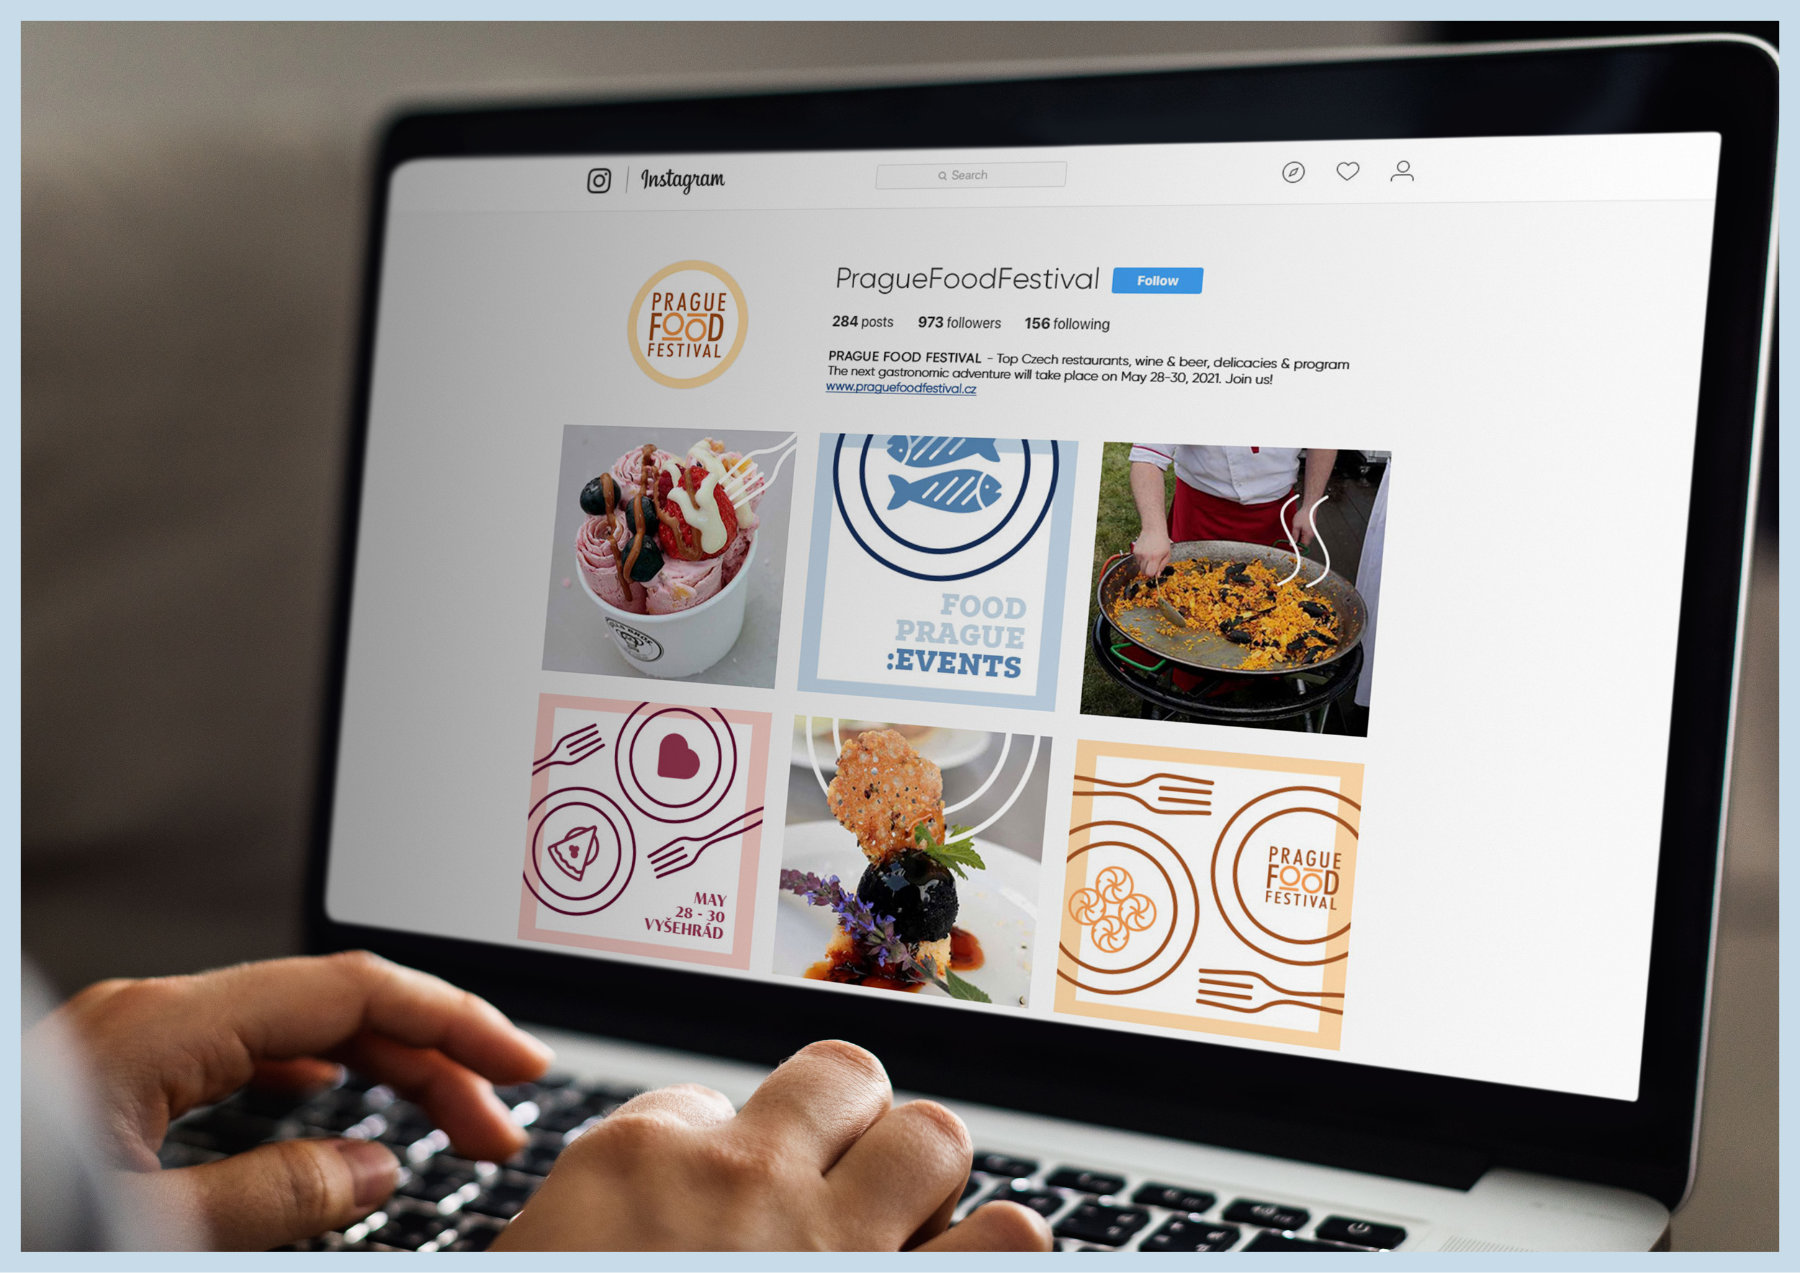 Instagram
Search
PRAGUE
FOOD
FESTIVAL
PragueFoodFestival
Follow
284 posts 973 followers 156 following
PRAGUE FOOD FESTIVAL - Top Czech restaurants, wine & beer, delicacies & program
The next gastronomic adventure will take place on May 28-30, 2021. Join us!
www.praguefoodfestival.cz
FOOD
PRAGUE
:EVENTS
MAY
28 - 30
VYŠEHRÁD
PRAGUE
FOOD
FESTIVAL